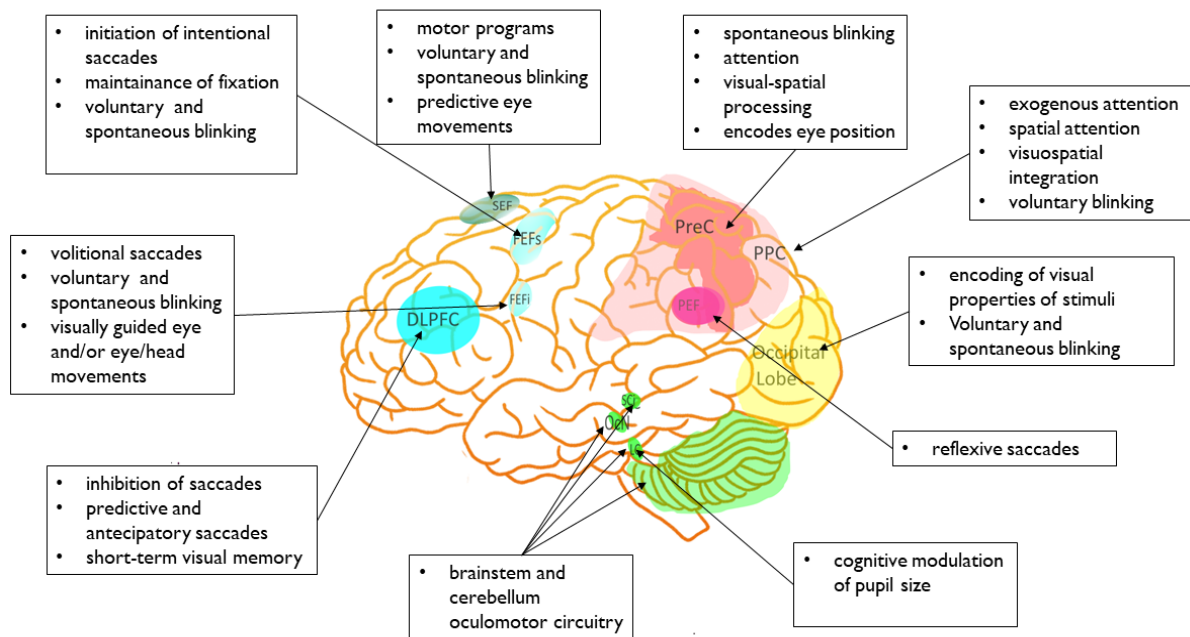 • initiation of intentional
saccades
• maintainance of fixation
• voluntary and
spontaneous blinking
• motor programs
• voluntary and
spontaneous blinking
• predictive eye
movements
• spontaneous blinking
• attention
• visual-spatial
processing
• encodes eye position
• exogenous attention
• spatial attention
• visuospatial
integration
• voluntary blinking
• volitional saccades
• voluntary and
spontaneous blinking
• visually guided eye
and/or eye/head
movements
SEF
FEFs
FEFi
DLPFC
PreC
PPC
PEF
Occipital
Lobe
SC
OcN
LC
• encoding of visual
properties of stimuli
• Voluntary and
spontaneous blinking
• reflexive saccades
• inhibition of saccades
• predictive and
antecipatory saccades
• short-term visual memory
• brainstem and
cerebellum
oculomotor circuitry
• cognitive modulation
of pupil size